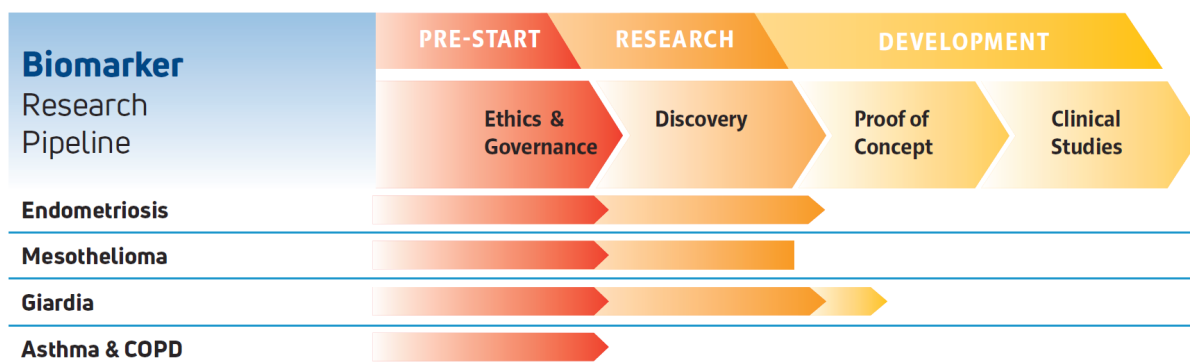 PRE-START
RESEARCH
DEVELOPMENT
Biomarker
Research
Pipeline
Ethics &
Governance
Discovery
Proof of
Concept
Clinical
Studies
Endometriosis
Mesothelioma
Giardia
Asthma & COPD